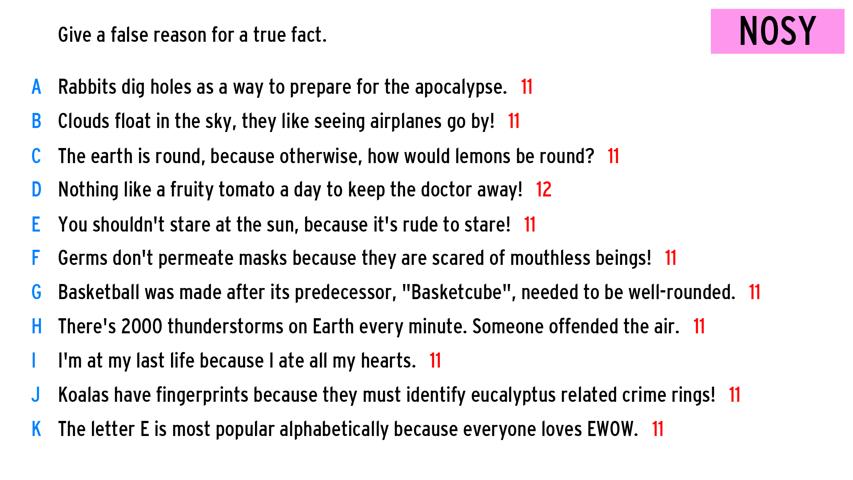 Give a false reason for a true fact.
NOSY
A Rabbits dig holes as a way to prepare for the apocalypse. 11
B Clouds float in the sky, they like seeing airplanes go by! 11
C The earth is round, because otherwise, how would lemons be round? 11
D Nothing like a fruity tomato a day to keep the doctor away! 12
E You shouldn't stare at the sun, because it's rude to stare! 11
F Germs don't permeate masks because they are scared of mouthless beings! 11
G Basketball was made after its predecessor, "Basketcube", needed to be well-rounded. 11
H There's 2000 thunderstorms on Earth every minute. Someone offended the air. 11
I I'm at my last life because I ate all my hearts. 11
J Koalas have fingerprints because they must identify eucalyptus related crime rings! 11
K The letter E is most popular alphabetically because everyone loves EWOW. 11